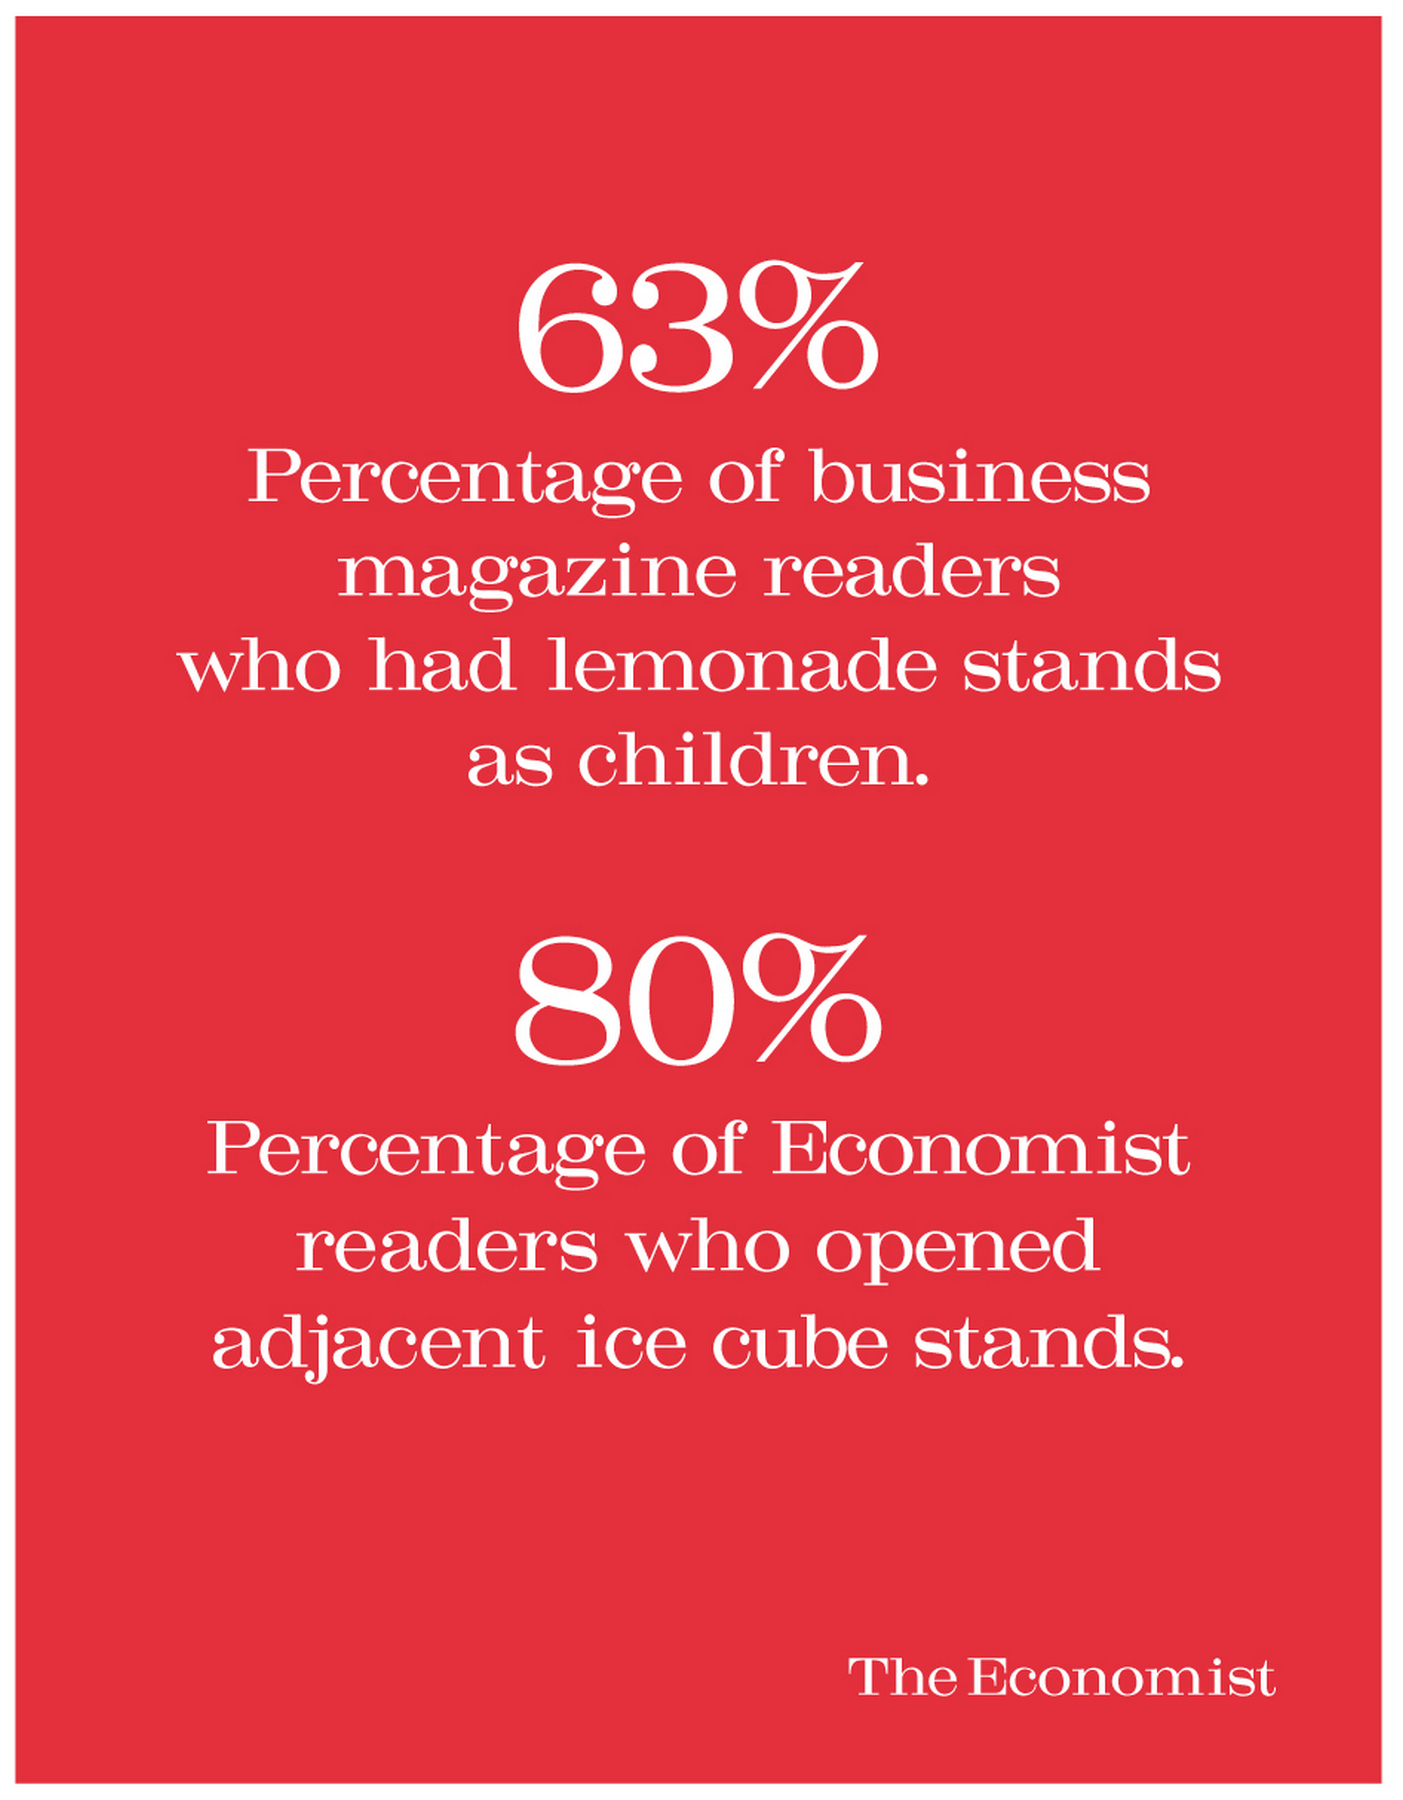 63%
Percentage of business
magazine readers
who had lemonade stands
as children.
80%
Percentage of Economist
readers who opened
adjacent ice cube stands.
The Economist